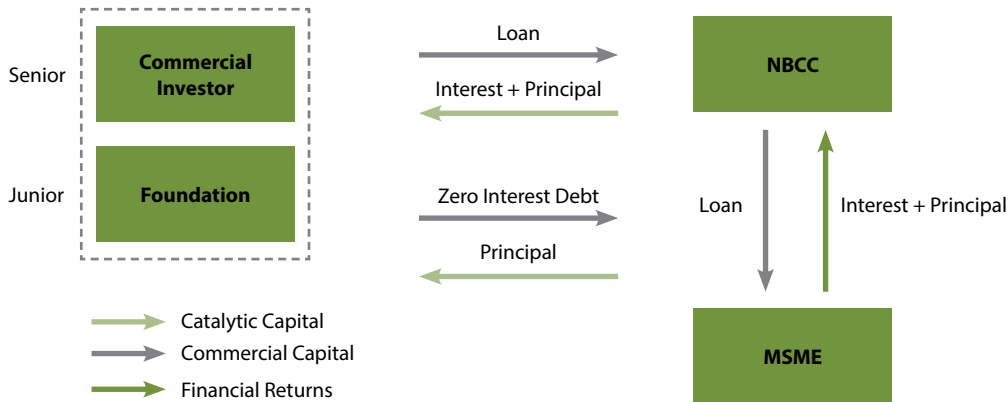 Senior
Commercial
Investor
Junior
Foundation
Loan
Interest + Principal
Zero Interest Debt
Principal
NBCC
Loan
Interest + Principal
MSME
Catalytic Capital
Commercial Capital
Financial Returns